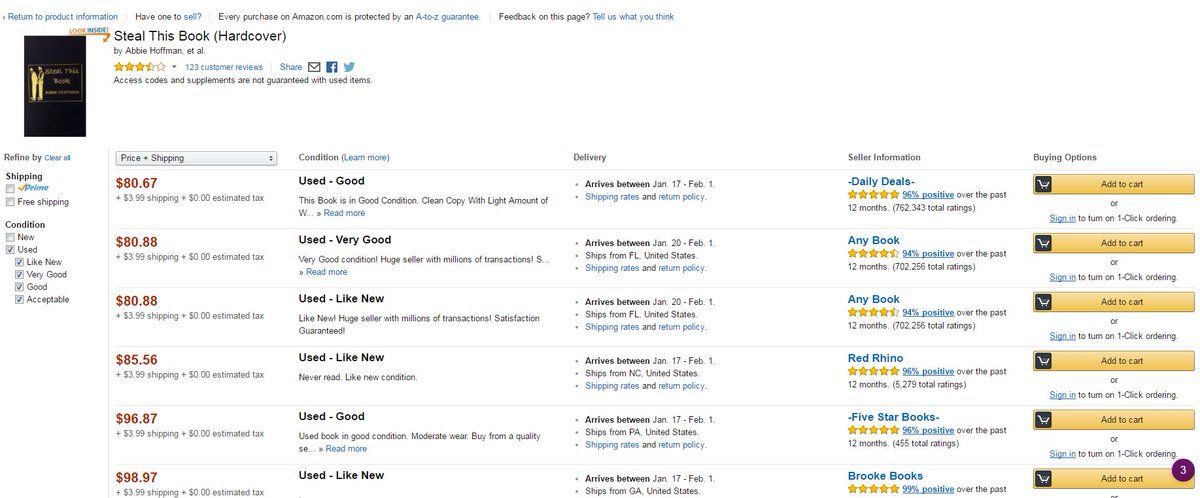 ‹ Return to product information | Have one to sell? | Every purchase on Amazon.com is protected by an A-to-z guarantee. | Feedback on this page? Tell us what you think
LOOK INSIDE!
Steal This
Book
ABBIE HOFFMAN
Steal This Book (Hardcover)
by Abbie Hoffman, et al.
123 customer reviews | Share
Access codes and supplements are not guaranteed with used items.
Refine by Clear all
Shipping
Prime
Free shipping
Condition
New
Used
Like New
Very Good
Good
Acceptable
Price + Shipping Condition (Learn more) Delivery Seller Information Buying Options
$80.67
+ $3.99 shipping + $0.00 estimated tax
Used - Good
This Book is in Good Condition. Clean Copy With Light Amount of
W... » Read more
Arrives between Jan. 17 - Feb. 1.
Shipping rates and return policy.
-Daily Deals-
96% positive over the past
12 months. (762,343 total ratings)
Add to cart
or
Sign in to turn on 1-Click ordering.
$80.88
+ $3.99 shipping + $0.00 estimated tax
Used - Very Good
Very Good condition! Huge seller with millions of transactions! S...
» Read more
Arrives between Jan. 20 - Feb. 1.
Ships from FL, United States.
Shipping rates and return policy.
Any Book
94% positive over the past
12 months. (702,256 total ratings)
Add to cart
or
Sign in to turn on 1-Click ordering.
$80.88
+ $3.99 shipping + $0.00 estimated tax
Used - Like New
Like New! Huge seller with millions of transactions! Satisfaction
Guaranteed!
Arrives between Jan. 20 - Feb. 1.
Ships from FL, United States.
Shipping rates and return policy.
Any Book
94% positive over the past
12 months. (702,256 total ratings)
Add to cart
or
Sign in to turn on 1-Click ordering.
$85.56
+ $3.99 shipping + $0.00 estimated tax
Used - Like New
Never read. Like new condition.
Arrives between Jan. 17 - Feb. 1.
Ships from NC, United States.
Shipping rates and return policy.
Red Rhino
96% positive over the past
12 months. (5,279 total ratings)
Add to cart
or
Sign in to turn on 1-Click ordering.
$96.87
+ $3.99 shipping + $0.00 estimated tax
Used - Good
Used book in good condition. Moderate wear. Buy from a quality
se... » Read more
Arrives between Jan. 17 - Feb. 1.
Ships from PA, United States.
Shipping rates and return policy.
-Five Star Books-
96% positive over the past
12 months. (455 total ratings)
Add to cart
or
Sign in to turn on 1-Click ordering.
$98.97
+ $3.99 shipping + $0.00 estimated tax
Used - Like New
Arrives between Jan. 17 - Feb. 1.
Ships from GA, United States.
Brooke Books
99% positive over the past
Add to cart
or
3